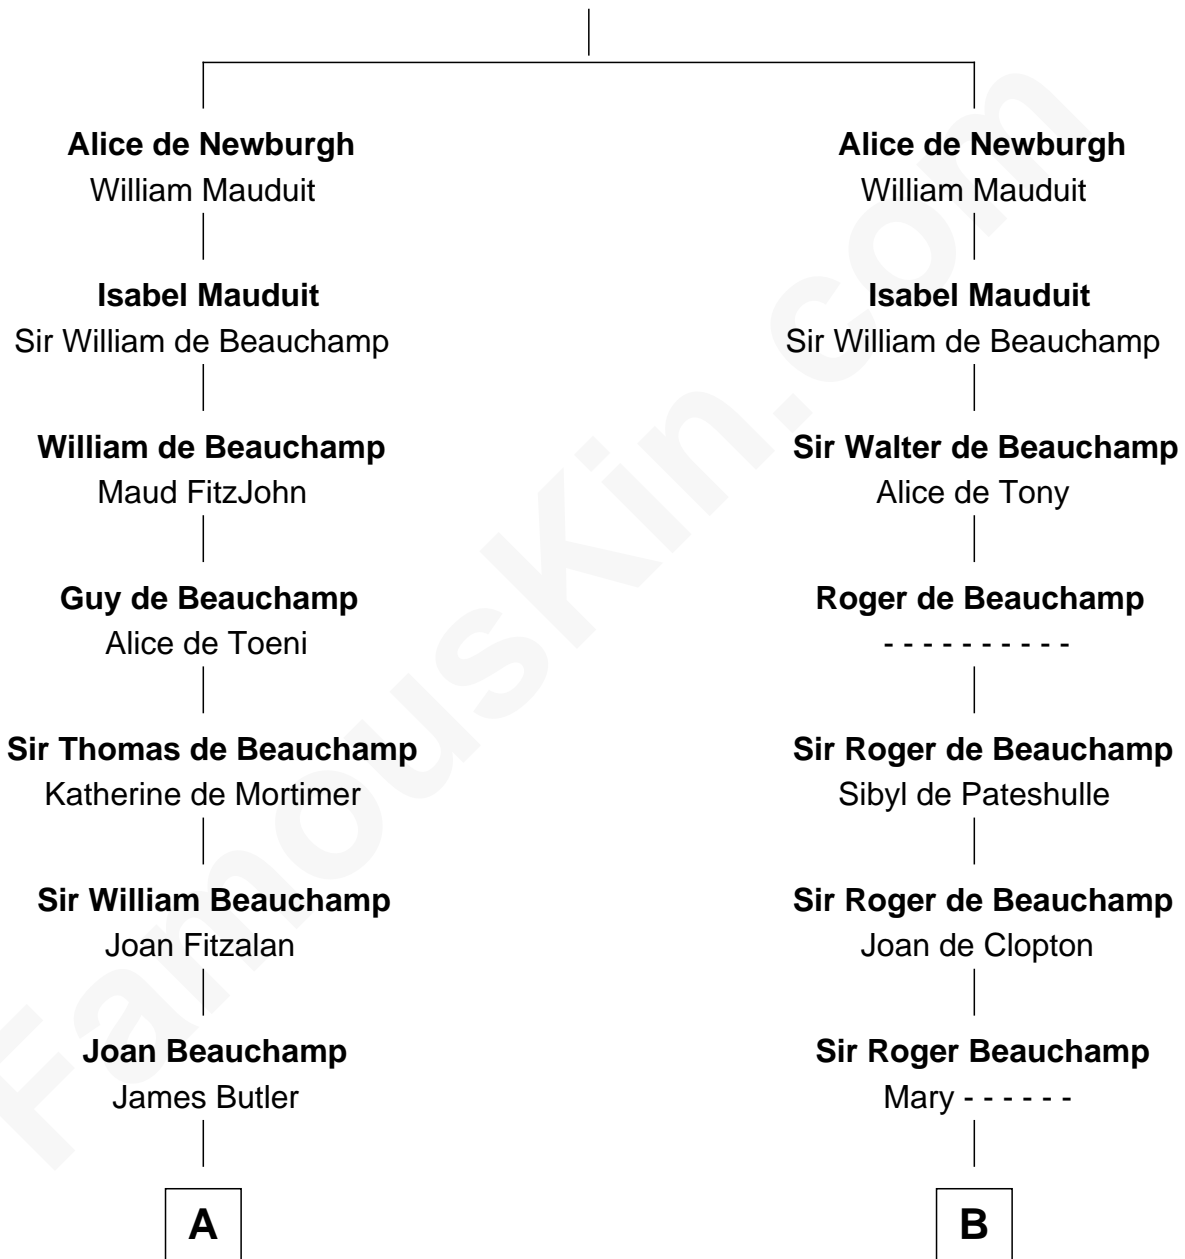 Alice de Newburgh
William Mauduit
Isabel Mauduit
Sir William de Beauchamp
William de Beauchamp
Maud FitzJohn
Guy de Beauchamp
Alice de Toeni
Sir Thomas de Beauchamp
Katherine de Mortimer
Sir William Beauchamp
Joan Fitzalan
Joan Beauchamp
James Butler
A
Alice de Newburgh
William Mauduit
Isabel Mauduit
Sir William de Beauchamp
Sir Walter de Beauchamp
Alice de Tony
Roger de Beauchamp
- - - - - - - - - -
Sir Roger de Beauchamp
Sibyl de Pateshulle
Sir Roger de Beauchamp
Joan de Clopton
Sir Roger Beauchamp
Mary - - - - - -
B
FamousKin.com